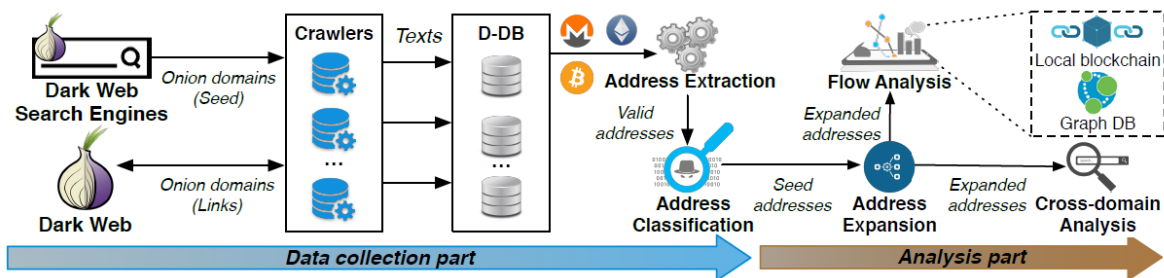 Dark Web
Search Engines
Onion domains
(Seed)
Dark Web
Onion domains
(Links)
Crawlers
...
Texts
D-DB
...
Address Extraction
Valid
addresses
Address
Classification
Seed
addresses
Address
Expansion
Expanded
addresses
Flow Analysis
Local blockchain
Graph DB
Expanded
addresses
Cross-domain
Analysis
Data collection part
Analysis part